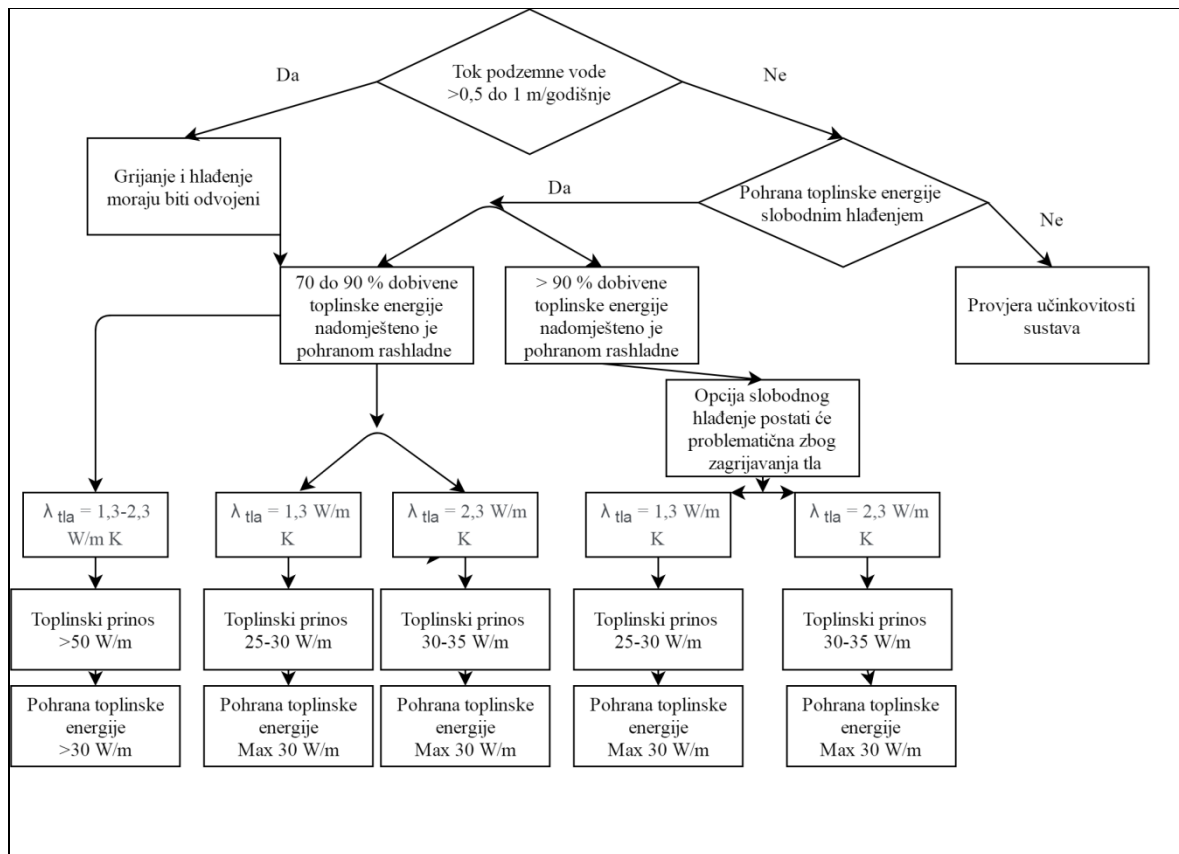 Da
Tok podzemne vode
>0,5 do 1 m/godišnje
Ne
Grijanje i hlađenje
moraju biti odvojeni
Da
Pohrana toplinske energije
slobodnim hlađenjem
Ne
70 do 90 % dobivene
toplinske energije
nadomješteno je
pohranom rashladne
> 90 % dobivene
toplinske energije
nadomješteno je
pohranom rashladne
Provjera učinkovitosti
sustava
Opcija slobodnog
hlađenje postati će
problematična zbog
zagrijavanja tla
λ tla = 1,3-2,3
W/m K
λ tla = 1,3 W/m
K
λ tla = 2,3 W/m
K
λ tla = 1,3 W/m
K
λ tla = 2,3 W/m
K
Toplinski prinos
>50 W/m
Toplinski prinos
25-30 W/m
Toplinski prinos
30-35 W/m
Toplinski prinos
25-30 W/m
Toplinski prinos
30-35 W/m
Pohrana toplinske
energije
>30 W/m
Pohrana toplinske
energije
Max 30 W/m
Pohrana toplinske
energije
Max 30 W/m
Pohrana toplinske
energije
Max 30 W/m
Pohrana toplinske
energije
Max 30 W/m